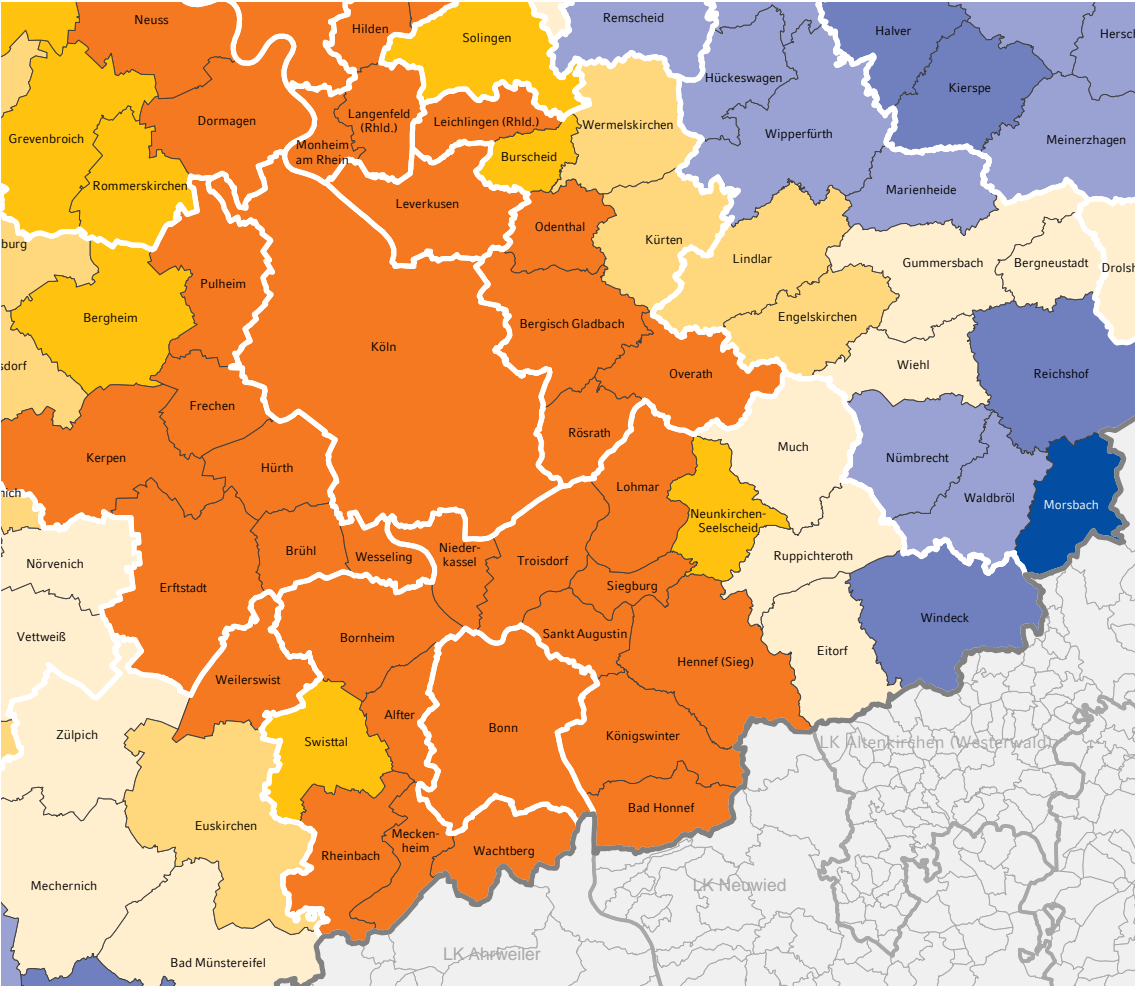 Neuss
Hilden
Solingen
Remscheid
Halver
Hersch
Hückeswagen
Kierspe
Langenfeld
(Rhld.)
Dormagen
Leichlingen (Rhld.)
Wermelskirchen
Wipperfürth
Grevenbroich
Monheim
am Rhein
Burscheid
Meinerzhagen
Rommerskirchen
Marienheide
Leverkusen
Odenthal
Kürten
burg
Lindlar
Gummersbach
Bergneustadt
Drolsh
Pulheim
Bergheim
Bergisch Gladbach
Engelskirchen
Köln
sdorf
Wiehl
Overath
Reichshof
Frechen
Rösrath
Much
Kerpen
Hürth
Nümbrecht
nich
Lohmar
Waldbröl
Morsbach
Neunkirchen-
Seelscheid
Nörvenich
Brühl
Wesseling
Nieder-
kassel
Troisdorf
Ruppichteroth
Erftstadt
Siegburg
Windeck
Vettweiß
Bornheim
Sankt Augustin
Eitorf
Hennef (Sieg)
Weilerswist
Alfter
Bonn
Zülpich
Swisttal
Königswinter
LK Altenkirchen (Westerwald)
Bad Honnef
Euskirchen
Mecken-
heim
Rheinbach
Wachtberg
Mechernich
LK Neuwied
LK Ahrweiler
Bad Münstereifel